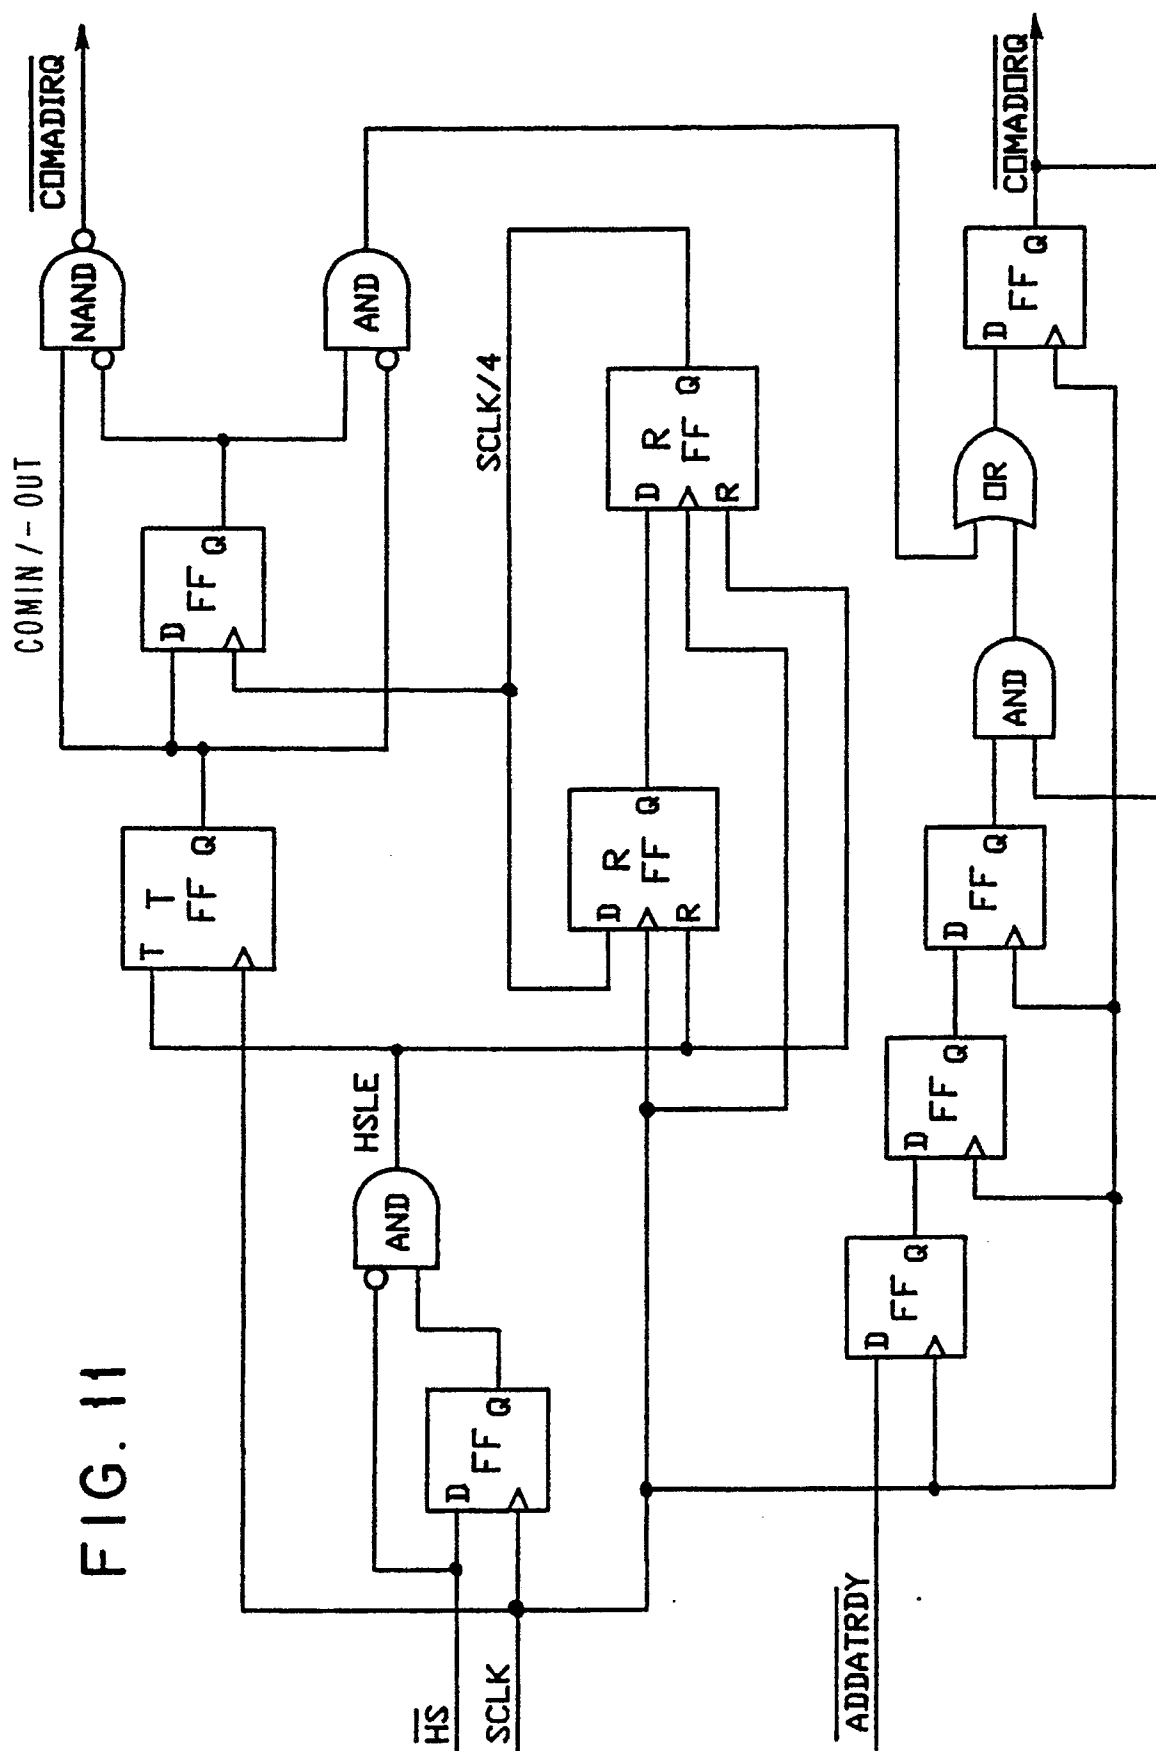 FIG. 11
HS
SCLK
ADDATRDY
D
FF
Q
AND
HSLE
T
T
FF
Q
D
FF
Q
COMIN/-OUT
NAND
COMADIRQ
AND
D
R
R
FF
Q
D
R
R
FF
Q
SCLK/4
D
FF
Q
D
FF
Q
D
FF
Q
AND
OR
D
FF
Q
COMADORQ